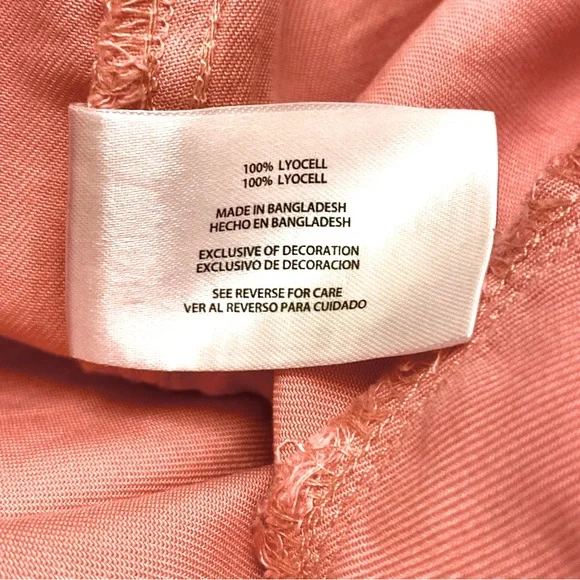 100% LYOCELL
100% LYOCELL
MADE IN BANGLADESH
HECHO EN BANGLADESH
EXCLUSIVE OF DECORATION
EXCLUSIVO DE DECORACION
SEE REVERSE FOR CARE
VER AL REVERSO PARA CUIDADO